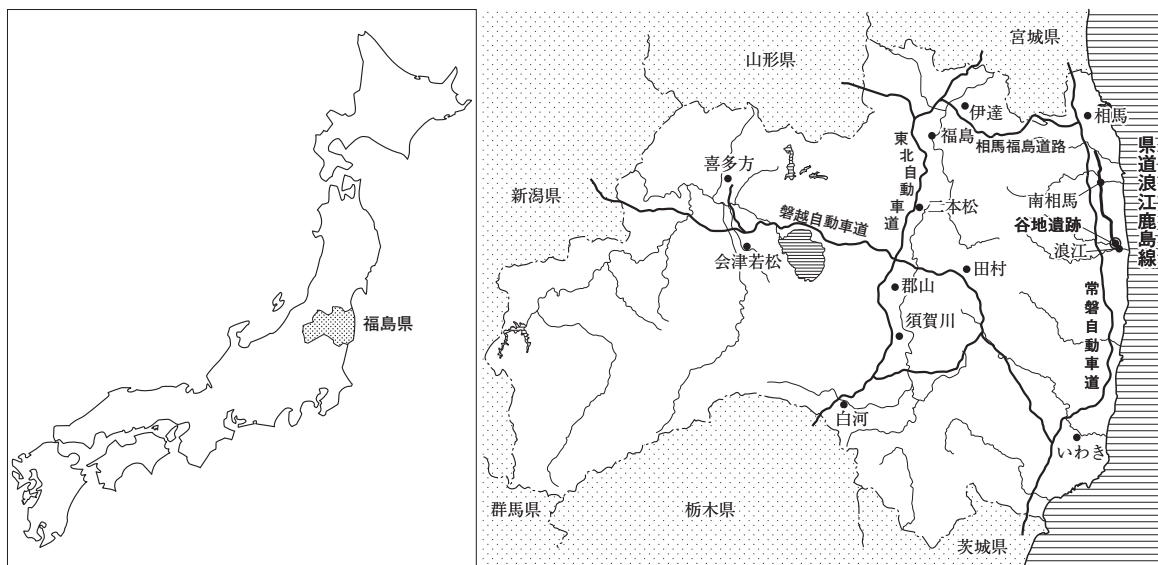 福島県
宮城県
山形県
伊達
相馬
福島
相馬福島道路
東北自動車道
県道浪江鹿島線
喜多方
新潟県
南相馬
二本松
谷地遺跡
磐越自動車道
浪江
会津若松
田村
郡山
常磐自動車道
須賀川
白河
いわき
群馬県
栃木県
茨城県